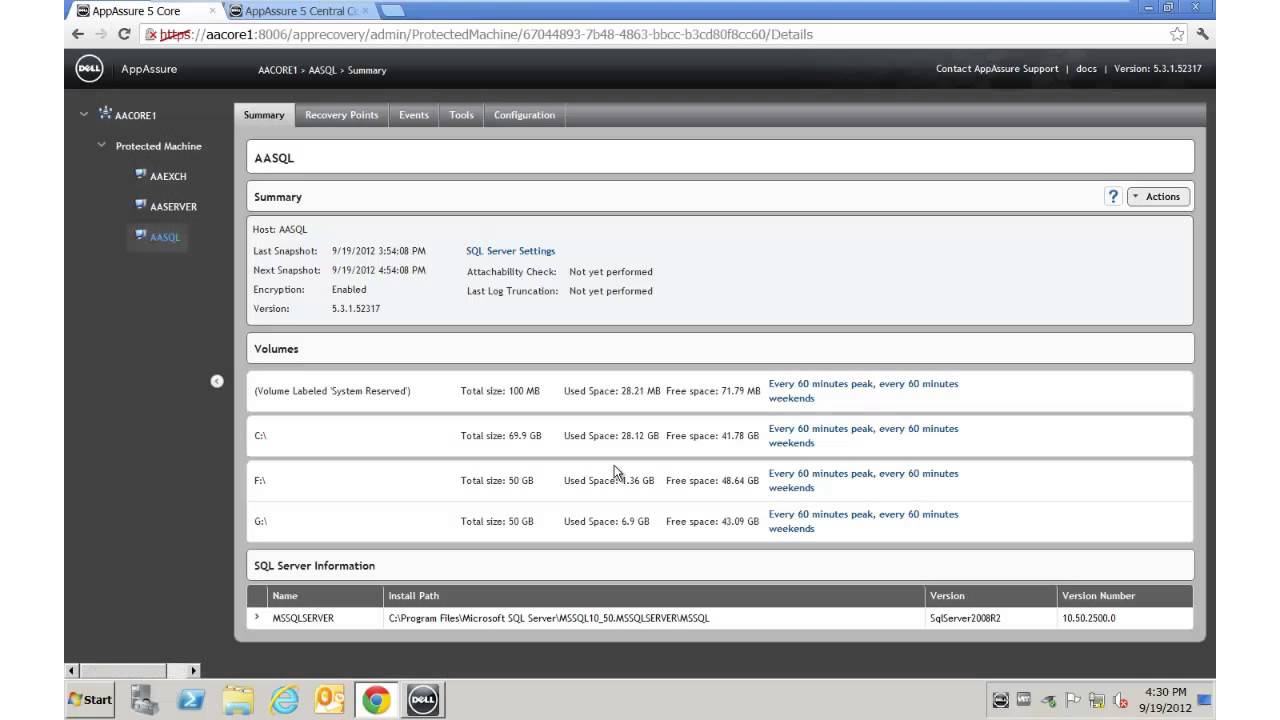 AppAssure 5 Core
AppAssure 5 Central Co
https://aacore1:8006/apprecovery/admin/ProtectedMachine/67044893-7b48-4863-bbcc-b3cd80f8cc60/Details
DELL AppAssure AACORE1 > AASQL > Summary Contact AppAssure Support | docs | Version: 5.3.1.52317
AACORE1
Protected Machine
AAEXCH
AASERVER
AASQL
Summary Recovery Points Events Tools Configuration
AASQL
Summary ? Actions
Host: AASQL
Last Snapshot: 9/19/2012 3:54:08 PM SQL Server Settings
Next Snapshot: 9/19/2012 4:54:08 PM Attachability Check: Not yet performed
Encryption: Enabled Last Log Truncation: Not yet performed
Version: 5.3.1.52317
Volumes
(Volume Labeled 'System Reserved') Total size: 100 MB Used Space: 28.21 MB Free space: 71.79 MB Every 60 minutes peak, every 60 minutes
weekends
C:\ Total size: 69.9 GB Used Space: 28.12 GB Free space: 41.78 GB Every 60 minutes peak, every 60 minutes
weekends
F:\ Total size: 50 GB Used Space: 1.36 GB Free space: 48.64 GB Every 60 minutes peak, every 60 minutes
weekends
G:\ Total size: 50 GB Used Space: 6.9 GB Free space: 43.09 GB Every 60 minutes peak, every 60 minutes
weekends
SQL Server Information
Name Install Path Version Version Number
MSSQLSERVER C:\Program Files\Microsoft SQL Server\MSSQL10_50.MSSQLSERVER\MSSQL SqlServer2008R2 10.50.2500.0
Start DELL 4:30 PM
9/19/2012